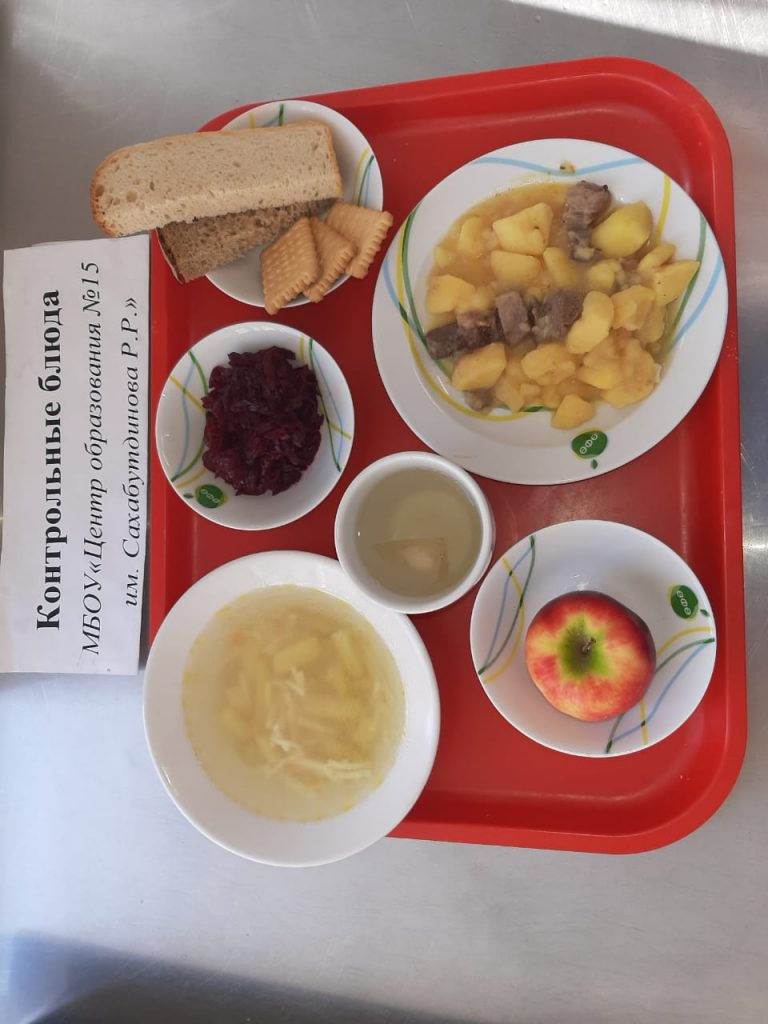 Контрольные блюда
МБОУ«Центр образования №15
им. Сахабутдинова Р.Р.»